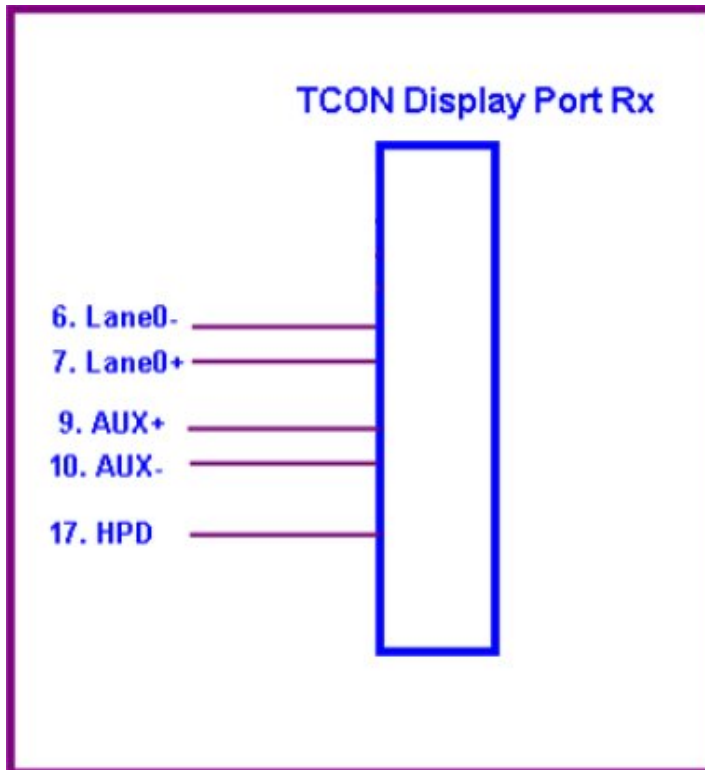 TCON Display Port Rx
6. Lane0-
7. Lane0+
9. AUX+
10. AUX-
17. HPD